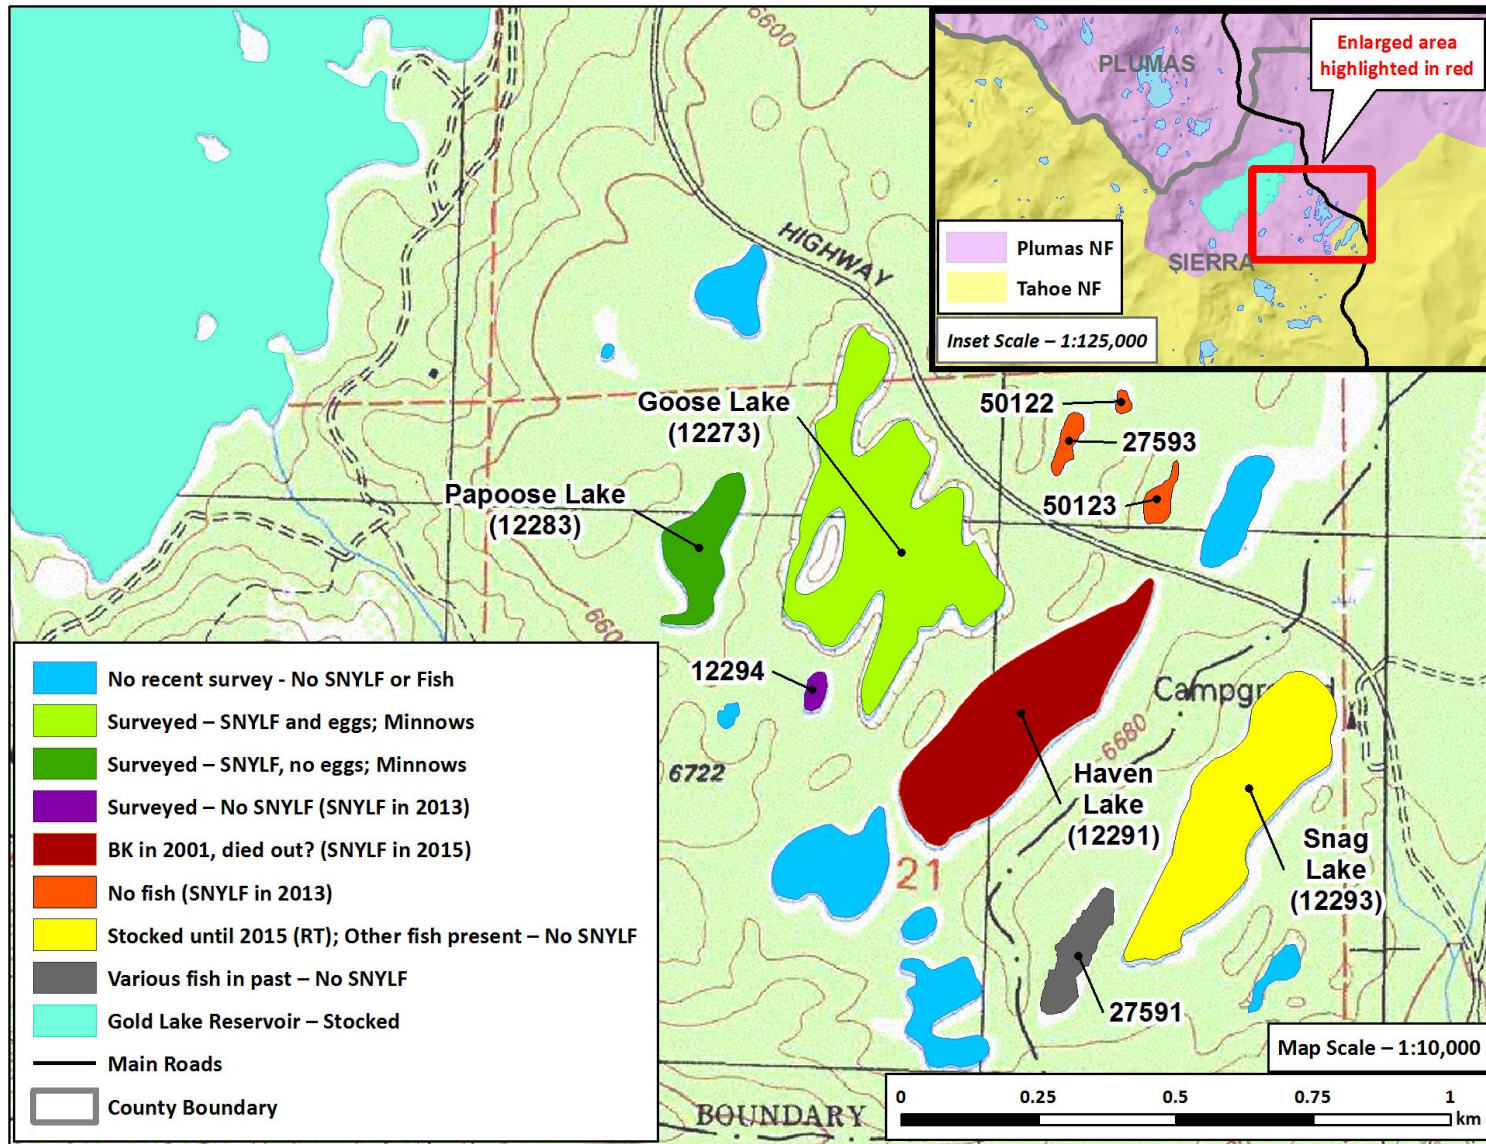 6600
PLUMAS
Enlarged area
highlighted in red
HIGHWAY
Plumas NF
Tahoe NF
SIERRA
Inset Scale – 1:125,000
Goose Lake
(12273)
50122
27593
50123
Papoose Lake
(12283)
660
12294
Campground
6680
6722
Haven
Lake
(12291)
Snag
Lake
(12293)
21
27591
No recent survey - No SNYLF or Fish
Surveyed – SNYLF and eggs; Minnows
Surveyed – SNYLF, no eggs; Minnows
Surveyed – No SNYLF (SNYLF in 2013)
BK in 2001, died out? (SNYLF in 2015)
No fish (SNYLF in 2013)
Stocked until 2015 (RT); Other fish present – No SNYLF
Various fish in past – No SNYLF
Gold Lake Reservoir – Stocked
Main Roads
County Boundary
Map Scale – 1:10,000
0 0.25 0.5 0.75 1
km
BOUNDARY